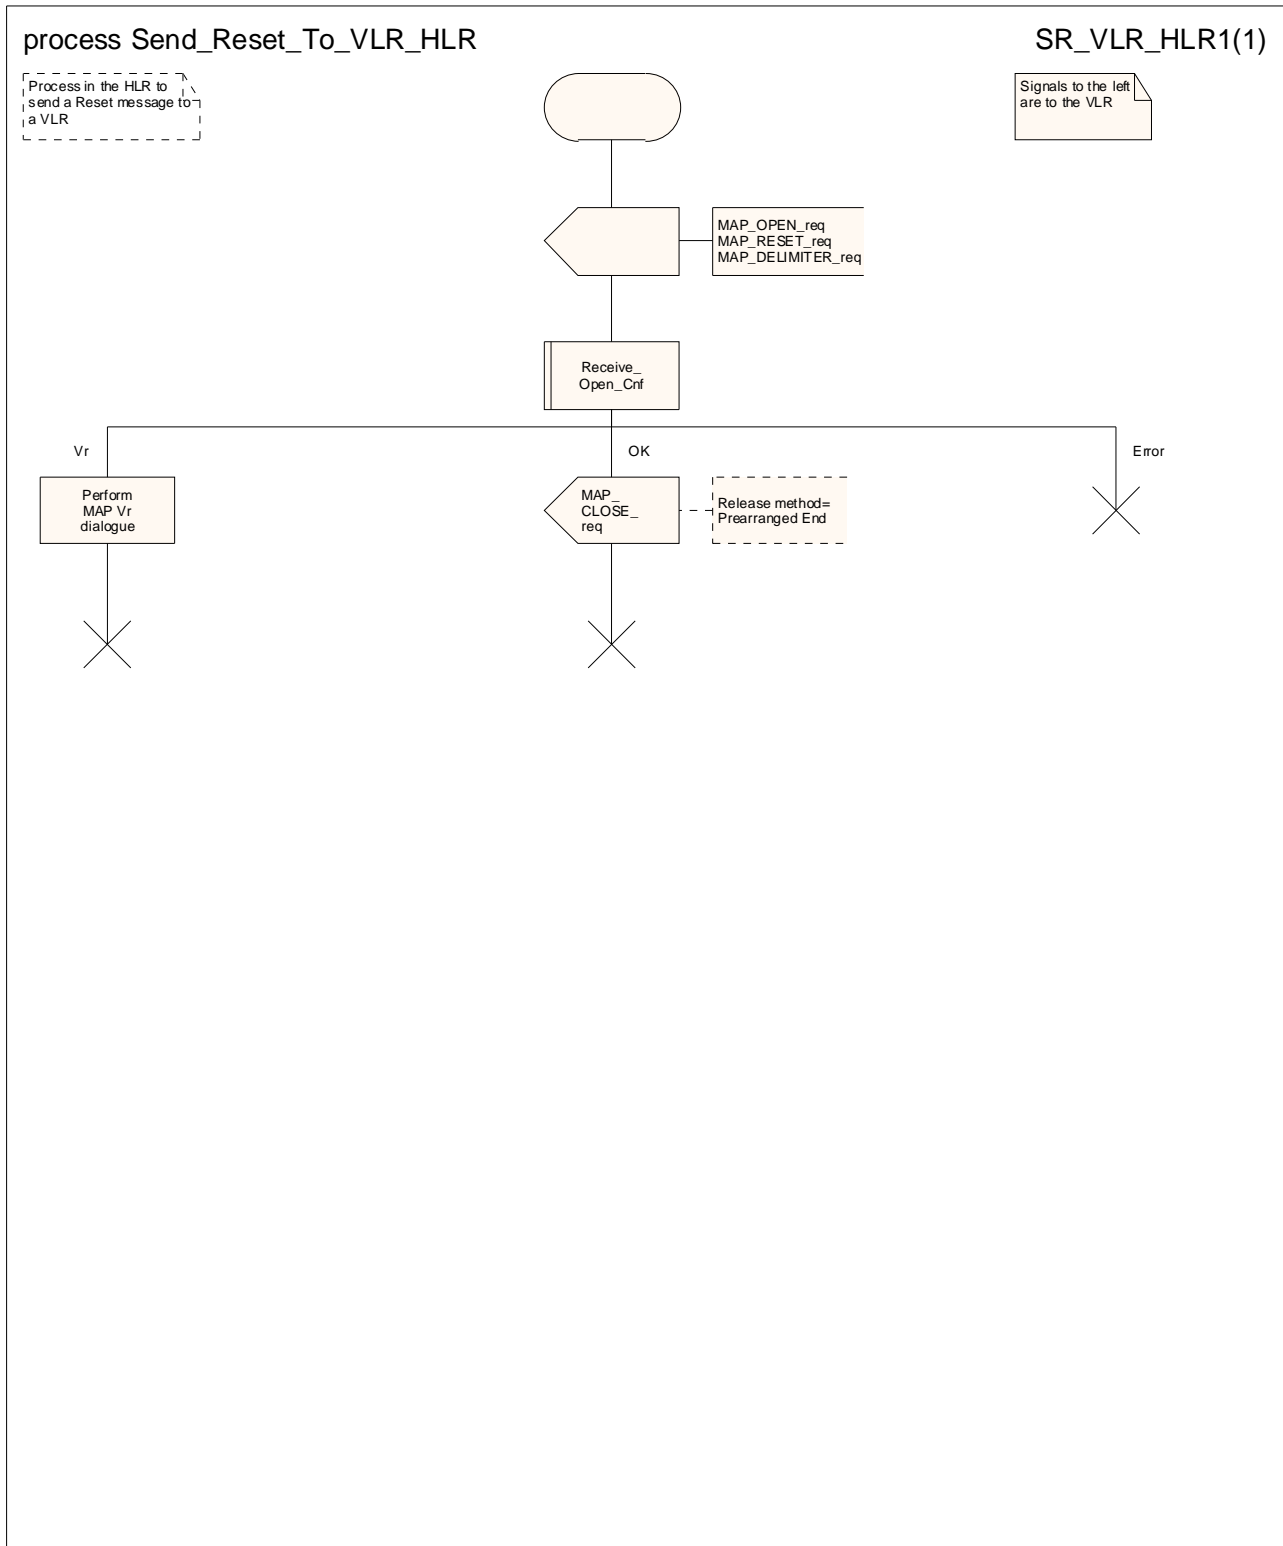 process Send_Reset_To_VLR_HLR
SR_VLR_HLR1(1)
Process in the HLR to
send a Reset message to
a VLR
Signals to the left
are to the VLR
MAP_OPEN_req
MAP_RESET_req
MAP_DELIMITER_req
Receive_
Open_Cnf
Vr
OK
Error
Perform
MAP Vr
dialogue
MAP_
CLOSE_
req
Release method=
Prearranged End